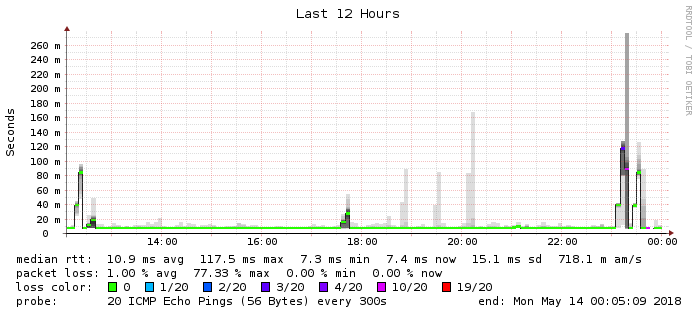 Last 12 Hours
RRDTOOL / TOBI OETIKER
Seconds
260 m
240 m
220 m
200 m
180 m
160 m
140 m
120 m
100 m
80 m
60 m
40 m
20 m
0
14:00 16:00 18:00 20:00 22:00 00:00
median rtt: 10.9 ms avg 117.5 ms max 7.3 ms min 7.4 ms now 15.1 ms sd 718.1 m am/s
packet loss: 1.00 % avg 77.33 % max 0.00 % min 0.00 % now
loss color: 0 1/20 2/20 3/20 4/20 10/20 19/20
probe: 20 ICMP Echo Pings (56 Bytes) every 300s end: Mon May 14 00:05:09 2018